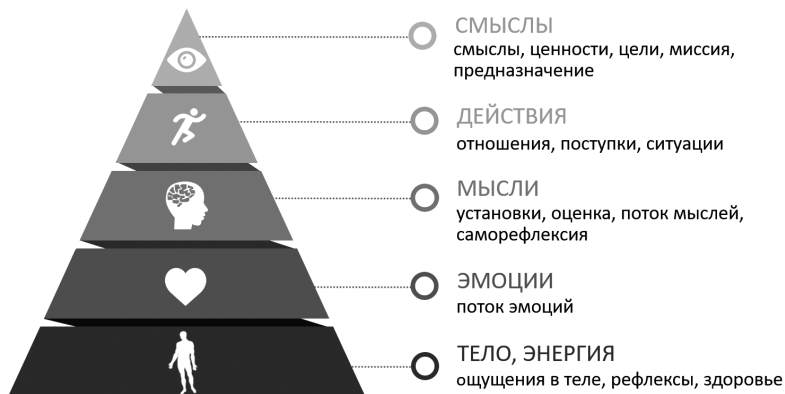 СМЫСЛЫ
смыслы, ценности, цели, миссия,
предназначение
ДЕЙСТВИЯ
отношения, поступки, ситуации
МЫСЛИ
установки, оценка, поток мыслей,
саморефлексия
ЭМОЦИИ
поток эмоций
ТЕЛО, ЭНЕРГИЯ
ощущения в теле, рефлексы, здоровье